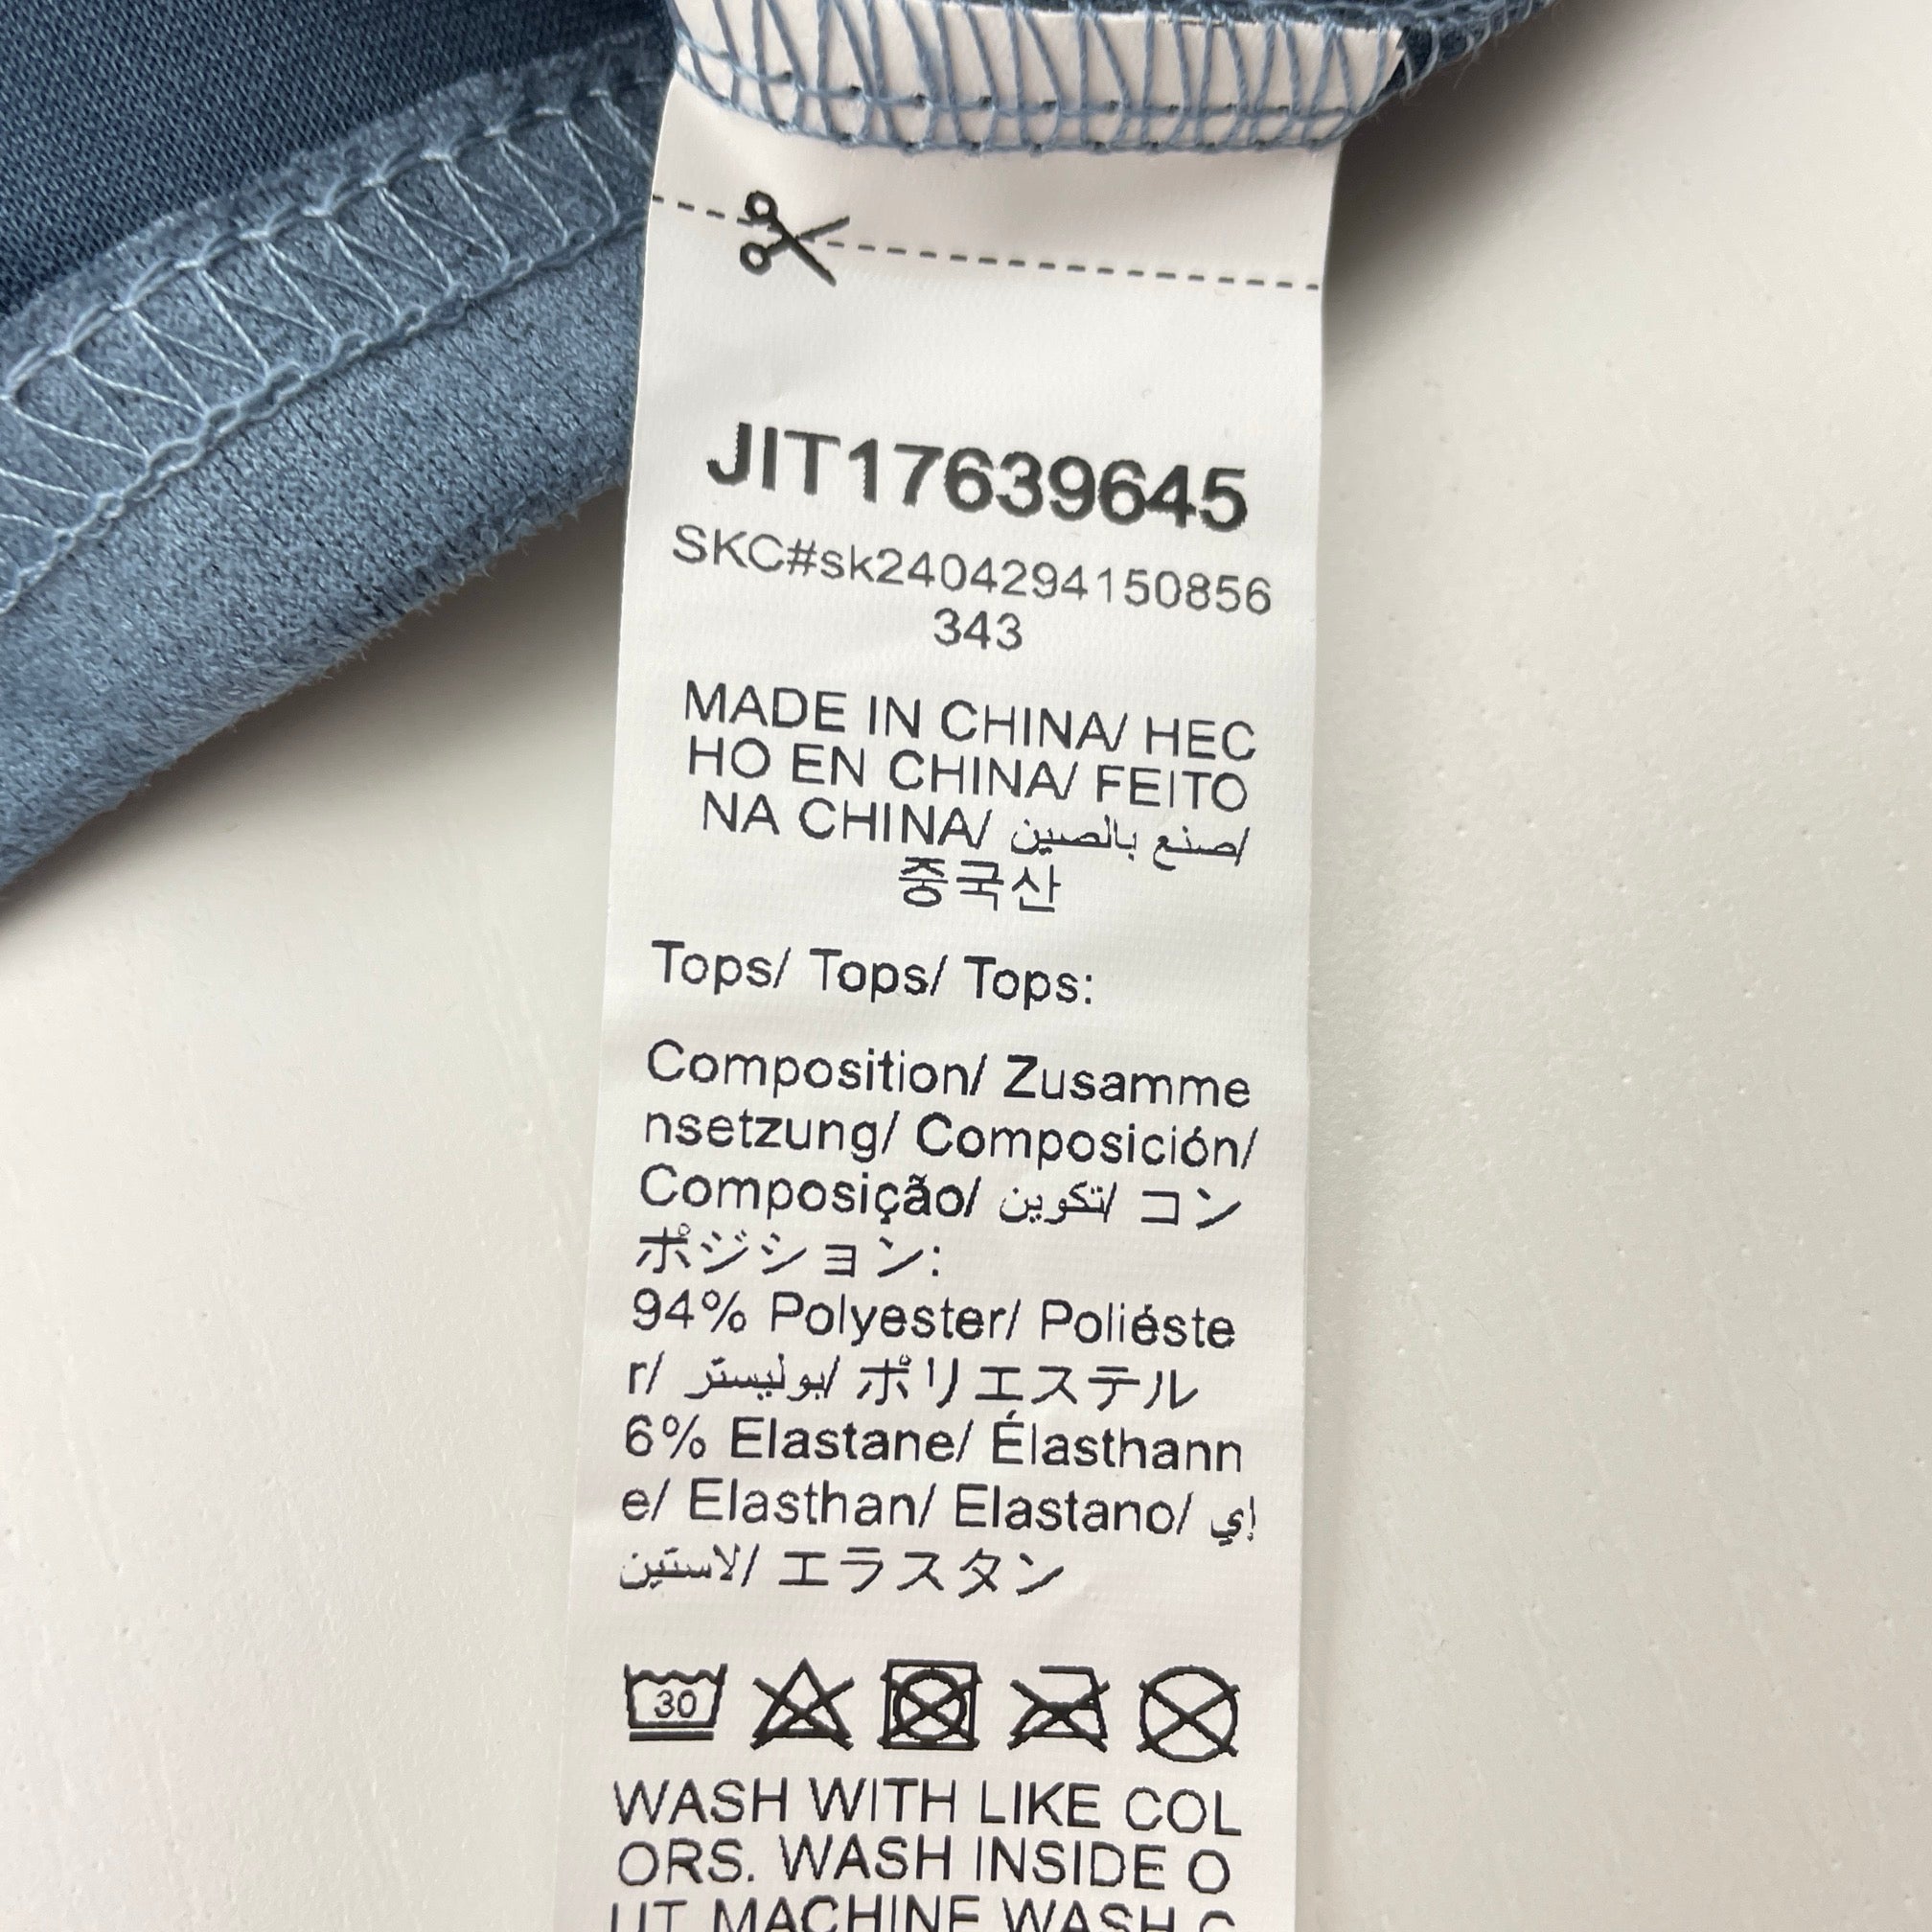 JIT17639645
SKC#sk2404294150856
343
MADE IN CHINA/ HEC
HO EN CHINA/ FEITO
NA CHINA/ صنع بالصين/
중국산
Tops/ Tops/ Tops:
Composition/ Zusamme
nsetzung/ Composición/
Composição/ تكوين/ コン
ポジション:
94% Polyester/ Poliéste
r/ بوليستر/ ポリエステル
6% Elastane/ Élasthann
e/ Elasthan/ Elastano/ إي
لاستين/ エラスタン
30
WASH WITH LIKE COL
ORS. WASH INSIDE O
UT MACHINE WASH C